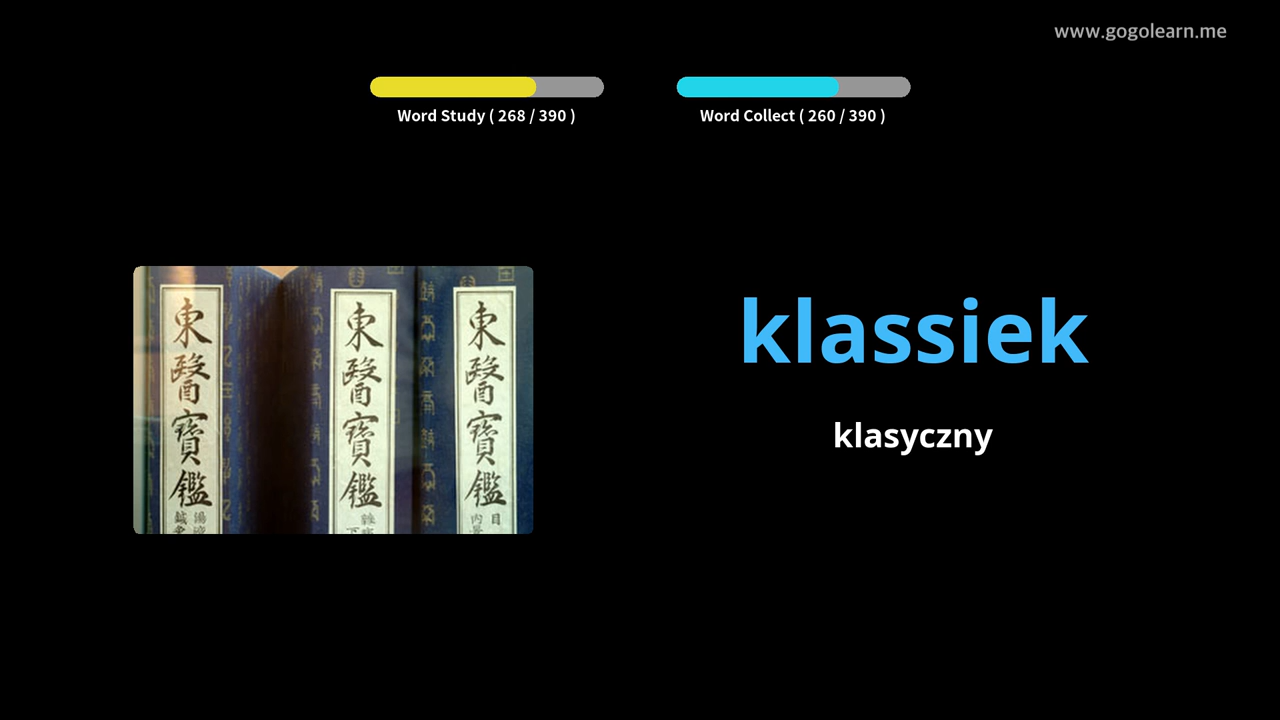 www.gogolearn.me
Word Study ( 268 / 390 )
Word Collect ( 260 / 390 )
東醫寶鑑
東醫寶鑑
東醫寶鑑
klassiek
klasyczny